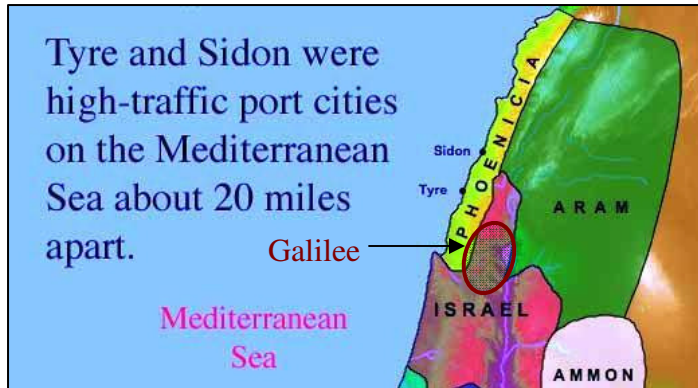 Tyre and Sidon were
high-traffic port cities
on the Mediterranean
Sea about 20 miles
apart.
Galilee
Mediterranean
Sea
PHOENICIA
Sidon
Tyre
ARAM
ISRAEL
AMMON